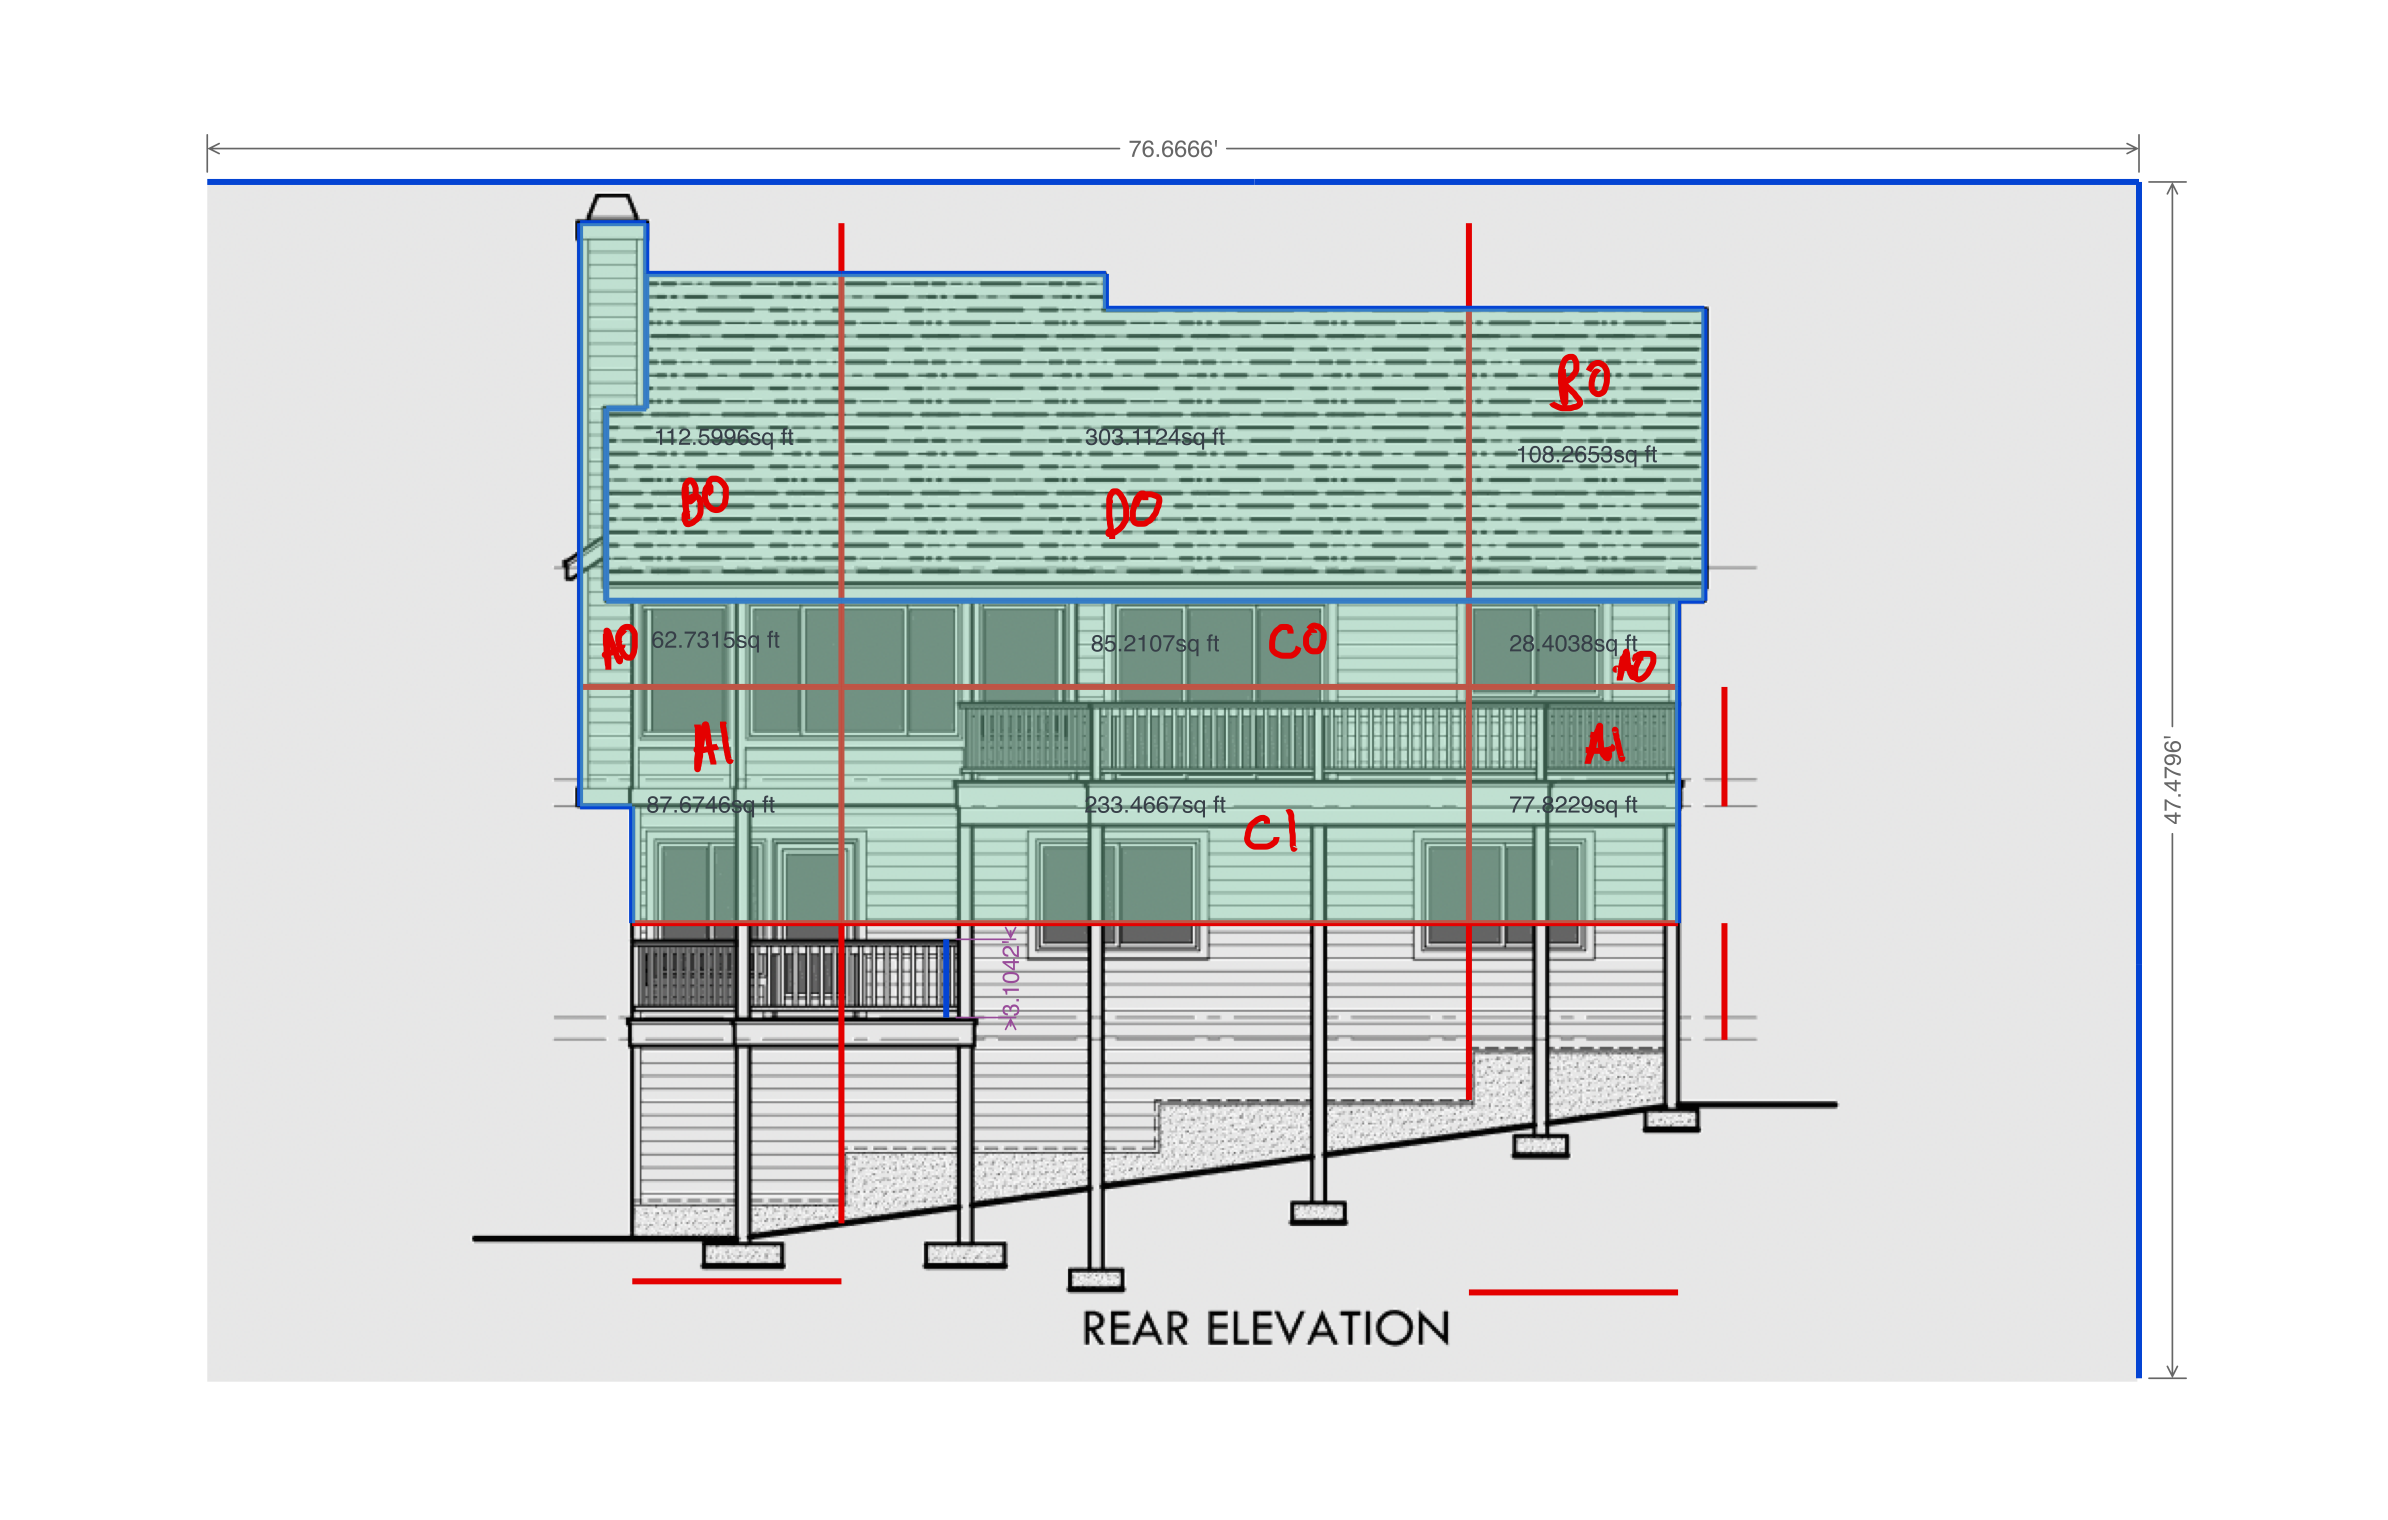 76.6666'
B0
112.5996sq ft
303.1124sq ft
108.2653sq ft
B0
D0
A0
62.7315sq ft
85.2107sq ft
C0
28.4038sq ft
A0
A1
A1
47.4796'
87.6746sq ft
233.4667sq ft
77.8229sq ft
C1
3.1042'
REAR ELEVATION